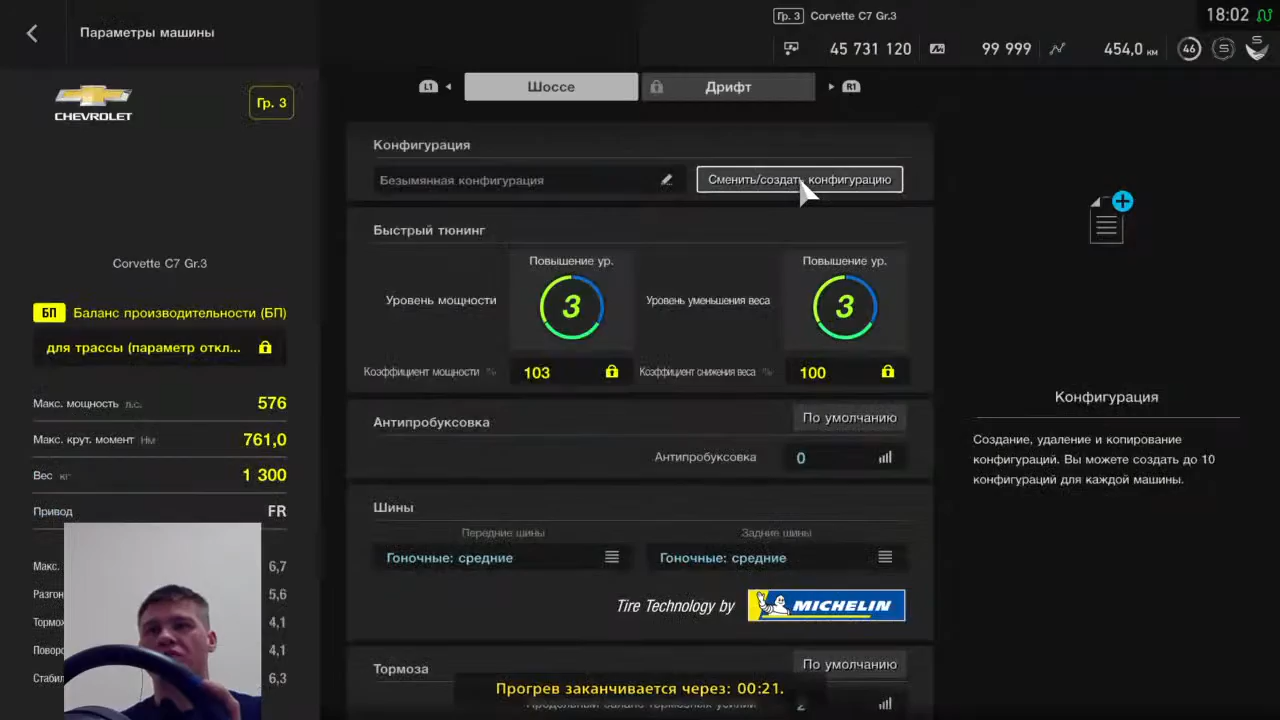 Гр. 3 Corvette C7 Gr.3
18:02
Параметры машины
45 731 120
99 999
454,0 км
46
S
S
CHEVROLET
Гр. 3
L1
Шоссе
Дрифт
R1
Конфигурация
Безымянная конфигурация
Сменить/создать конфигурацию
Быстрый тюнинг
Повышение ур.
Повышение ур.
Уровень мощности
3
Уровень уменьшения веса
3
Коэффициент мощности %
103
Коэффициент снижения веса %
100
Corvette C7 Gr.3
БП Баланс производительности (БП)
для трассы (параметр откл...
Макс. мощность л.с. 576
Макс. крут. момент Нм 761,0
Вес кг 1 300
Привод FR
Макс. 6,7
Разгон 5,6
Тормо 4,1
Поворо 4,1
Стабил 6,3
Антипробуксовка
По умолчанию
Антипробуксовка 0
Шины
Передние шины
Задние шины
Гоночные: средние
Гоночные: средние
Tire Technology by MICHELIN
Тормоза
По умолчанию
Прогрев заканчивается через: 00:21.
Конфигурация
Создание, удаление и копирование
конфигураций. Вы можете создать до 10
конфигураций для каждой машины.